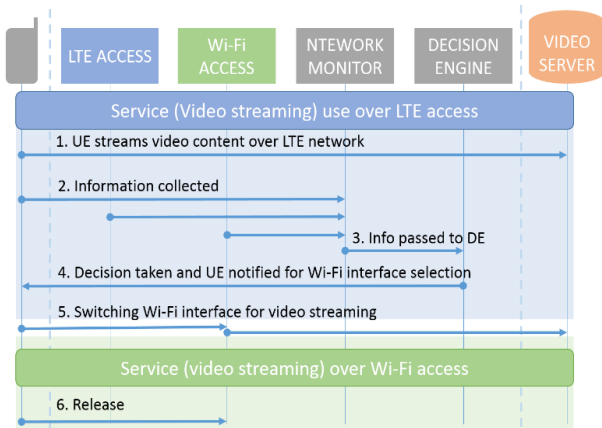 LTE ACCESS
Wi-Fi
ACCESS
NTEWORK
MONITOR
DECISION
ENGINE
VIDEO
SERVER
Service (Video streaming) use over LTE access
1. UE streams video content over LTE network
2. Information collected
3. Info passed to DE
4. Decision taken and UE notified for Wi-Fi interface selection
5. Switching Wi-Fi interface for video streaming
Service (video streaming) over Wi-Fi access
6. Release